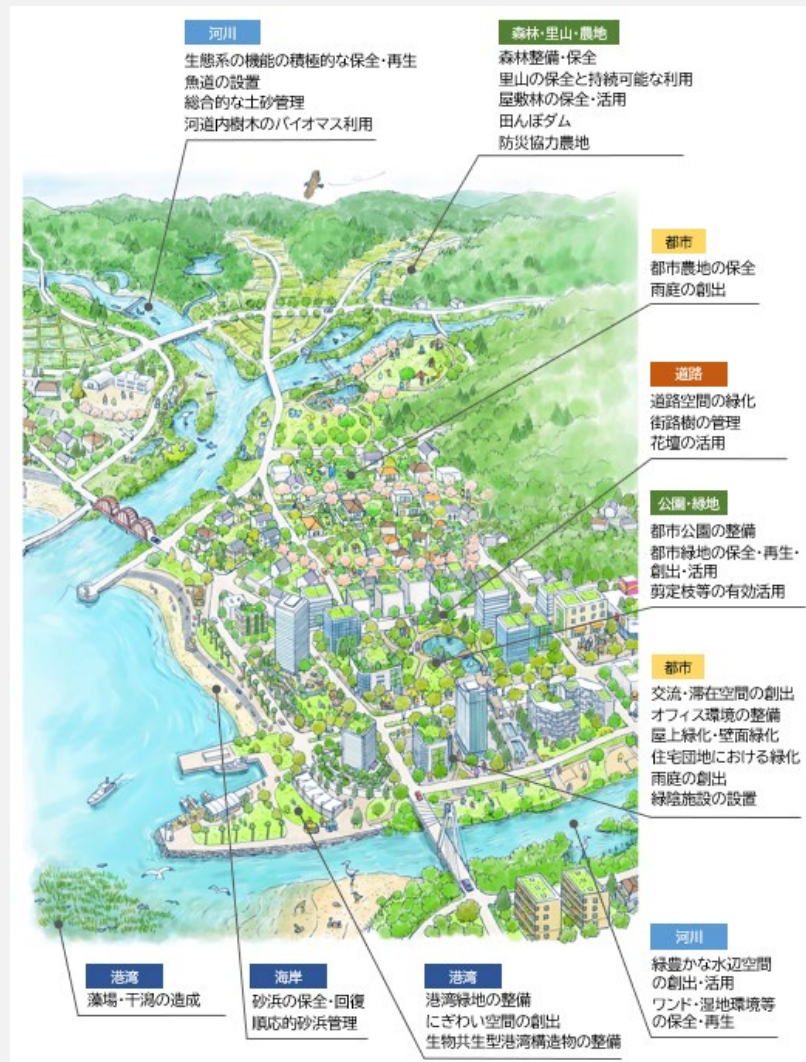 河川
生態系の機能の積極的な保全・再生
魚道の設置
総合的な土砂管理
河道内樹木のバイオマス利用
森林・里山・農地
森林整備・保全
里山の保全と持続可能な利用
屋敷林の保全・活用
田んぼダム
防災協力農地
都市
都市農地の保全
雨庭の創出
道路
道路空間の緑化
街路樹の管理
花壇の活用
公園・緑地
都市公園の整備
都市緑地の保全・再生・
創出・活用
剪定枝等の有効活用
都市
交流・滞在空間の創出
オフィス環境の整備
屋上緑化・壁面緑化
住宅団地における緑化
雨庭の創出
緑陰施設の設置
河川
緑豊かな水辺空間
の創出・活用
ワンド・湿地環境等
の保全・再生
港湾
藻場・干潟の造成
海岸
砂浜の保全・回復
順応的砂浜管理
港湾
港湾緑地の整備
にぎわい空間の創出
生物共生型港湾構造物の整備